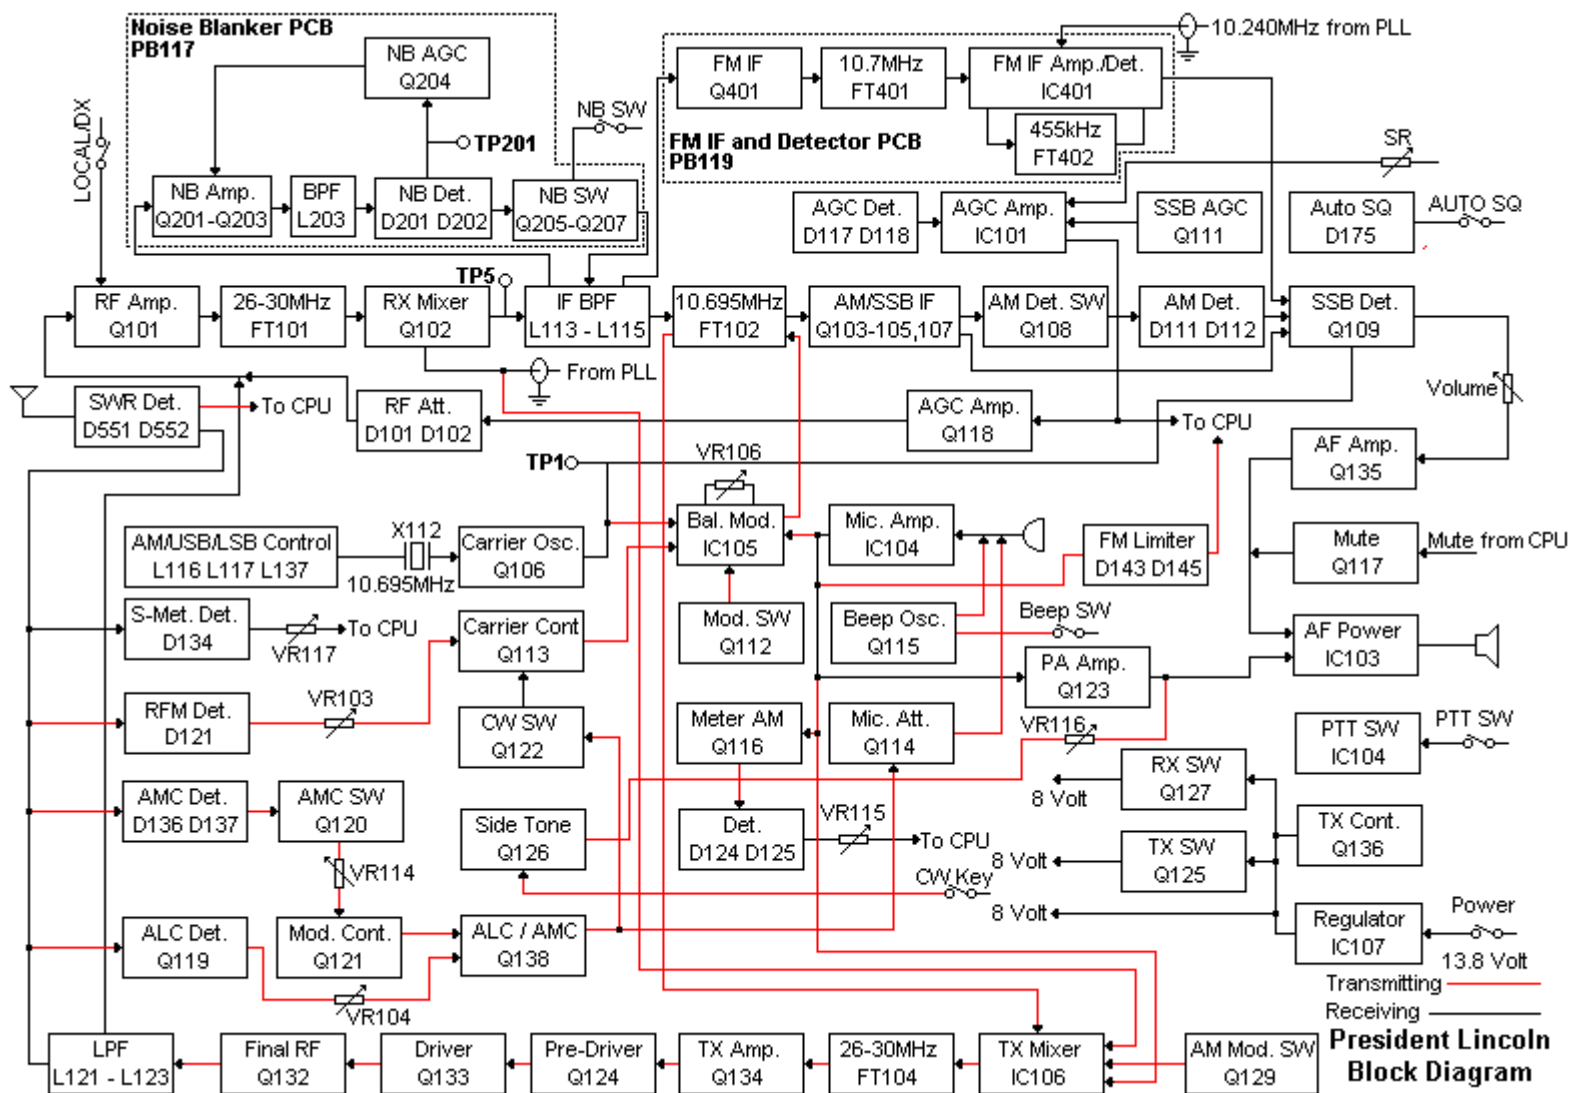 Noise Blanker PCB
PB117
NB AGC
Q204
NB SW
TP201
LOCAL/DX
NB Amp.
Q201-Q203
BPF
L203
NB Det.
D201 D202
NB SW
Q205-Q207
FM IF
Q401
10.7MHz
FT401
FM IF Amp./Det.
IC401
455kHz
FT402
FM IF and Detector PCB
PB119
10.240MHz from PLL
SR
AGC Det.
D117 D118
AGC Amp.
IC101
SSB AGC
Q111
Auto SQ
D175
AUTO SQ
TP5
RF Amp.
Q101
26-30MHz
FT101
RX Mixer
Q102
IF BPF
L113 - L115
10.695MHz
FT102
AM/SSB IF
Q103-105,107
AM Det. SW
Q108
AM Det.
D111 D112
SSB Det.
Q109
From PLL
SWR Det.
D551 D552
To CPU
RF Att.
D101 D102
AGC Amp.
Q118
To CPU
Volume
TP1
VR106
AF Amp.
Q135
AM/USB/LSB Control
L116 L117 L137
X112
10.695MHz
Carrier Osc.
Q106
Bal. Mod.
IC105
Mic. Amp.
IC104
FM Limiter
D143 D145
Mute
Q117
Mute from CPU
S-Met. Det.
D134
VR117
To CPU
Carrier Cont
Q113
Mod. SW
Q112
Beep Osc.
Q115
Beep SW
AF Power
IC103
PA Amp.
Q123
RFM Det.
D121
VR103
CW SW
Q122
Meter AM
Q116
Mic. Att.
Q114
VR116
PTT SW
IC104
PTT SW
RX SW
Q127
8 Volt
AMC Det.
D136 D137
AMC SW
Q120
Side Tone
Q126
Det.
D124 D125
VR115
To CPU
TX Cont.
Q136
TX SW
Q125
8 Volt
VR114
CW Key
8 Volt
Regulator
IC107
Power
13.8 Volt
ALC Det.
Q119
Mod. Cont.
Q121
ALC / AMC
Q138
VR104
Transmitting
Receiving
LPF
L121 - L123
Final RF
Q132
Driver
Q133
Pre-Driver
Q124
TX Amp.
Q134
26-30MHz
FT104
TX Mixer
IC106
AM Mod. SW
Q129
President Lincoln
Block Diagram